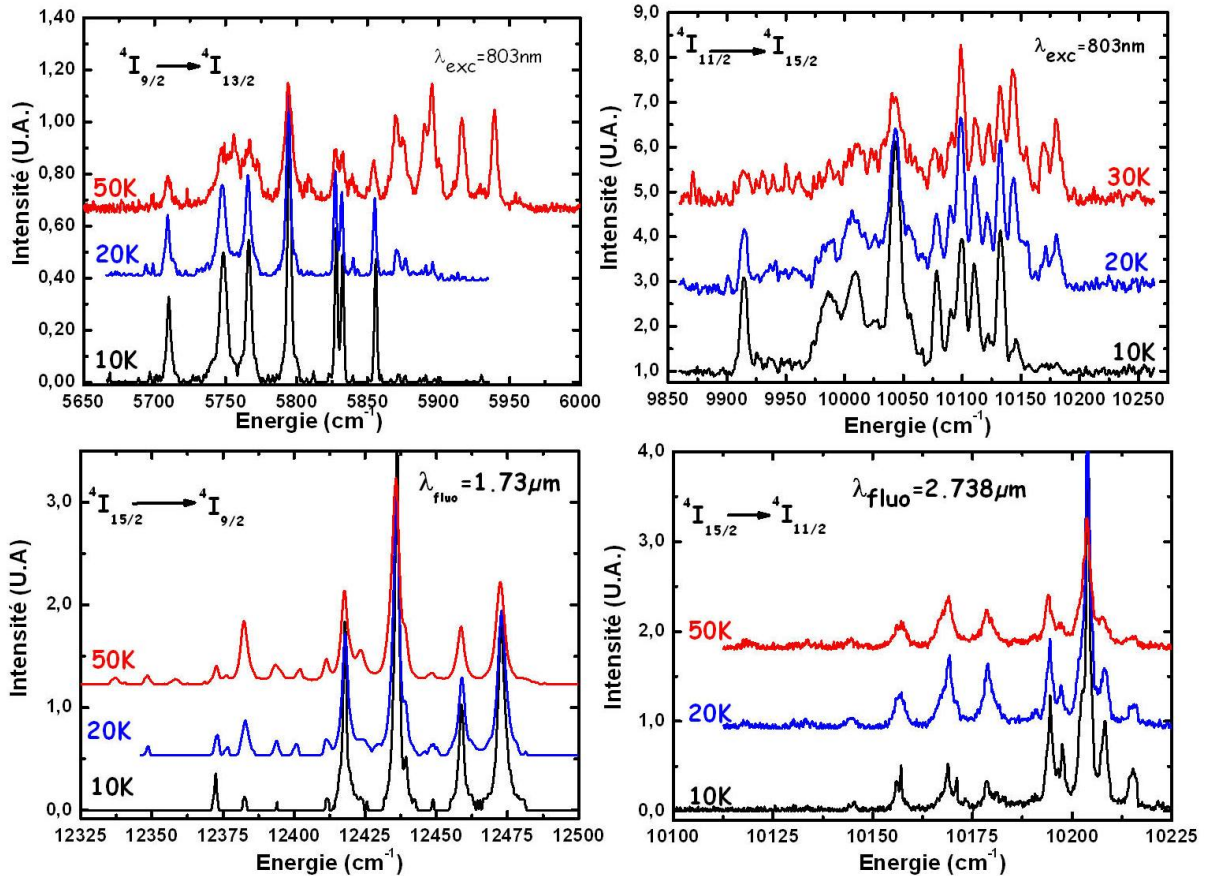 1,40
1,20
1,00
0,80
0,60
0,40
0,20
0,00
Intensité (U.A.)
⁴I₉/₂ → ⁴I₁₃/₂
λexc=803nm
50K
20K
10K
5650 5700 5750 5800 5850 5900 5950 6000
Energie (cm⁻¹)
9,0
8,0
7,0
6,0
5,0
4,0
3,0
2,0
1,0
Intensité (U.A.)
⁴I₁₁/₂ → ⁴I₁₅/₂
λexc=803nm
30K
20K
10K
9850 9900 9950 10000 10050 10100 10150 10200 10250
Energie (cm⁻¹)
3,0
2,0
1,0
0,0
Intensité (U.A)
⁴I₁₅/₂ → ⁴I₉/₂
λfluo=1.73µm
50K
20K
10K
12325 12350 12375 12400 12425 12450 12475 12500
Energie (cm⁻¹)
4,0
3,0
2,0
1,0
0,0
Intensité (U.A.)
⁴I₁₅/₂ → ⁴I₁₁/₂
λfluo=2.738µm
50K
20K
10K
10100 10125 10150 10175 10200 10225
Energie (cm⁻¹)